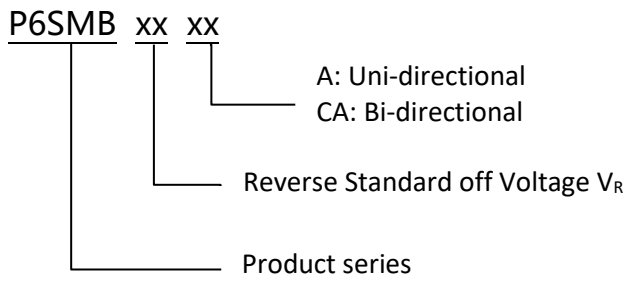 P6SMB xx xx
A: Uni-directional
CA: Bi-directional
Reverse Standard off Voltage VR
Product series